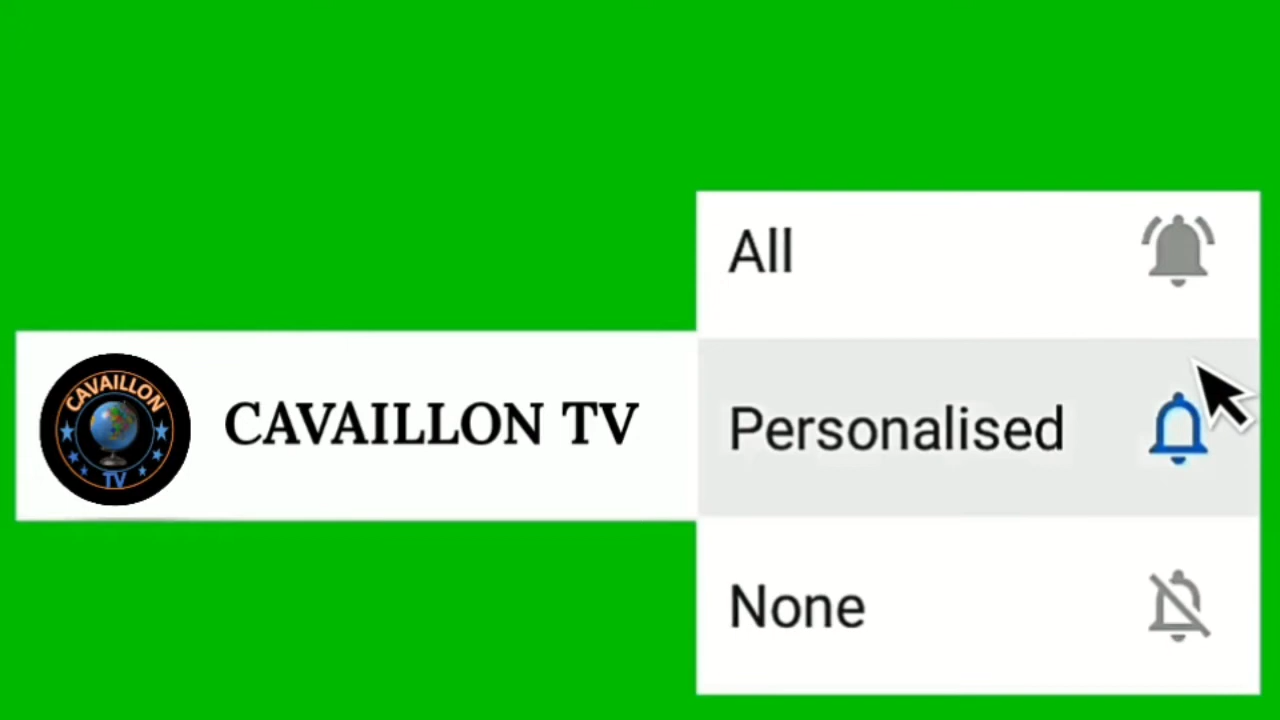 All
CAVAILLON
TV
CAVAILLON TV
Personalised
None